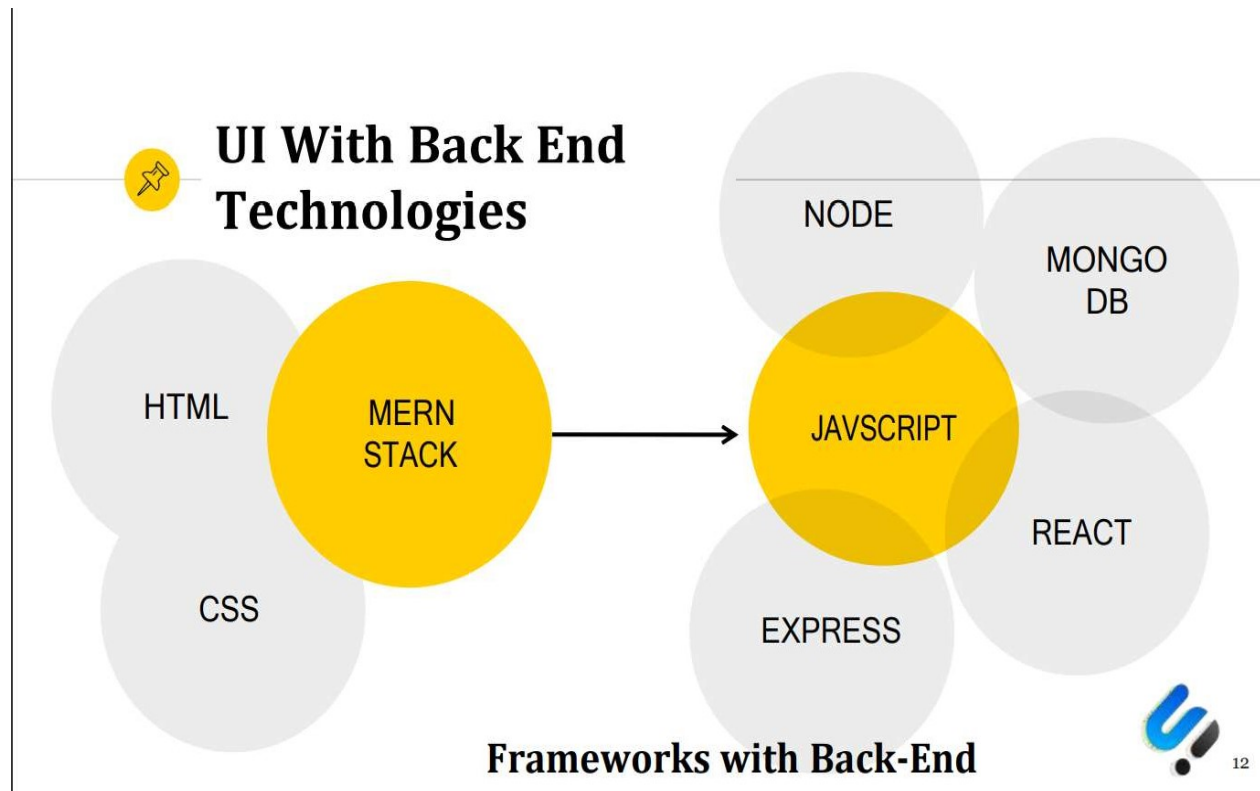 UI With Back End
Technologies
HTML
CSS
MERN
STACK
NODE
MONGO
DB
JAVSCRIPT
REACT
EXPRESS
Frameworks with Back-End
12